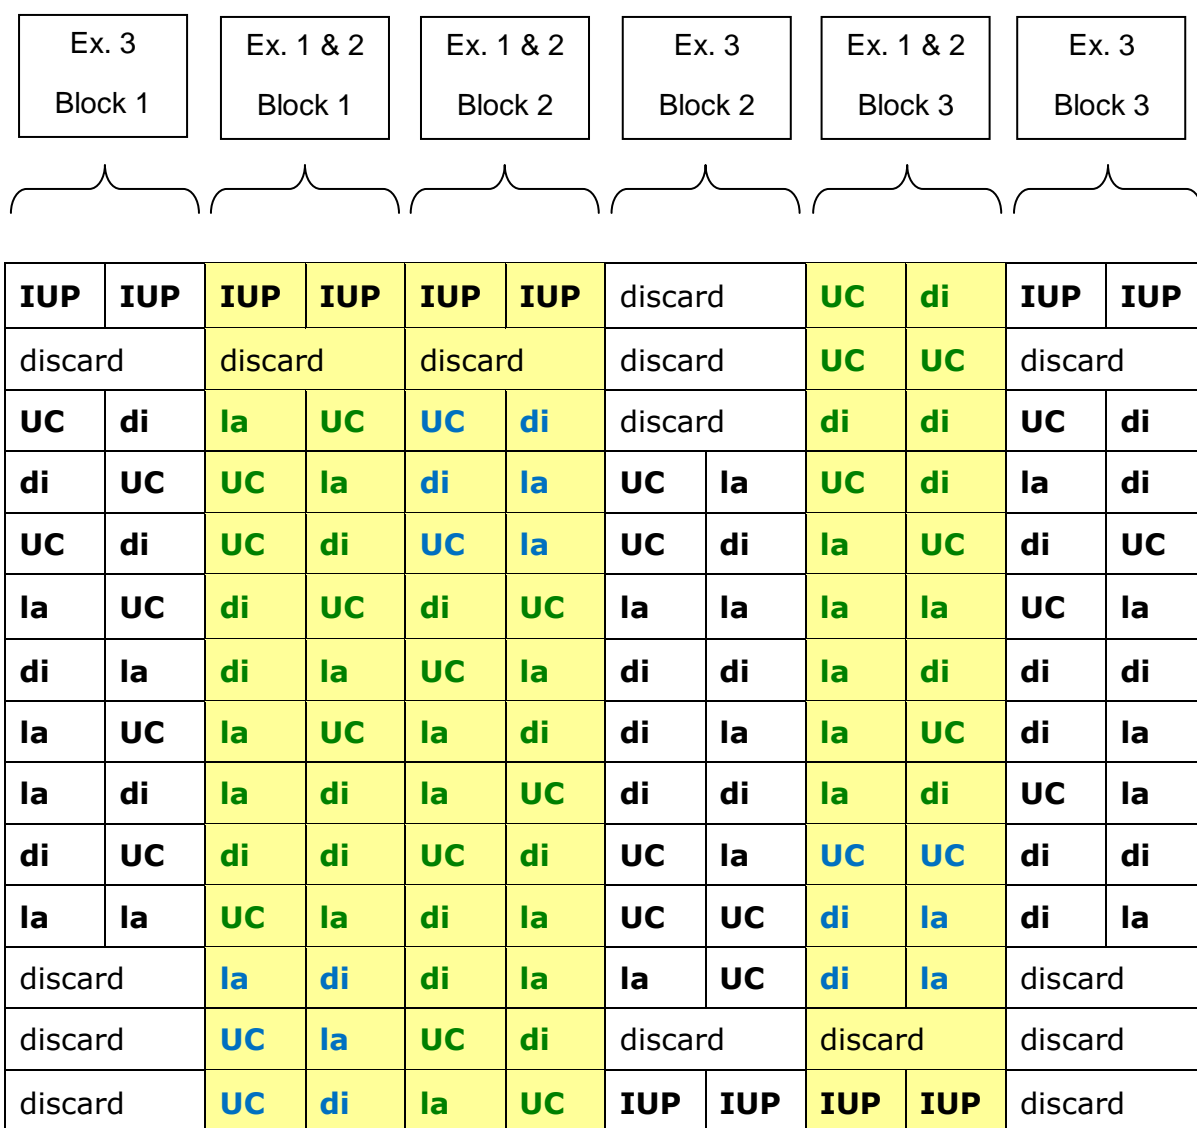 Ex. 3 Ex. 1 & 2 Ex. 1 & 2 Ex. 3 Ex. 1 & 2 Ex. 3
Block 1 Block 1 Block 2 Block 2 Block 3 Block 3
IUP IUP IUP IUP IUP IUP discard UC di IUP IUP
discard discard discard discard UC UC discard
UC di la UC UC di discard di di UC di
di UC UC la di la UC la UC di la di
UC di UC di UC la UC di la UC di UC
la UC di UC di UC la la la la UC la
di la di la UC la di di la di di di
la UC la UC la di di la la UC di la
la di la di la UC di di la di UC la
di UC di di UC di UC la UC UC di di
la la UC la di la UC UC di la di la
discard la di di la la UC di la discard
discard UC la UC di discard discard discard
discard UC di la UC IUP IUP IUP IUP discard